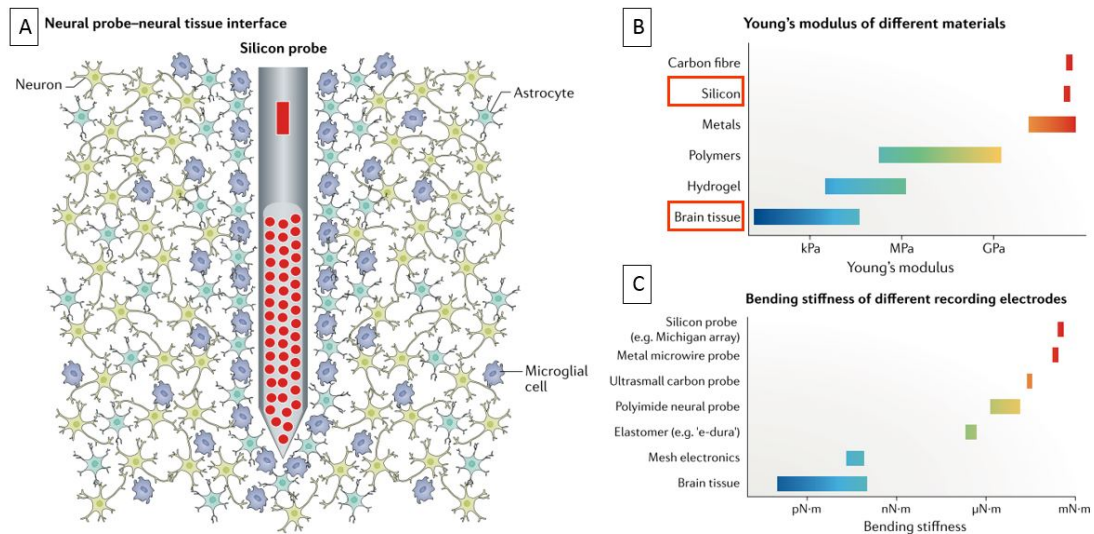 A
Neural probe–neural tissue interface
Silicon probe
Neuron
Astrocyte
Microglial
cell
B
Young's modulus of different materials
Carbon fibre
Silicon
Metals
Polymers
Hydrogel
Brain tissue
kPa
MPa
GPa
Young's modulus
C
Bending stiffness of different recording electrodes
Silicon probe
(e.g. Michigan array)
Metal microwire probe
Ultrasmall carbon probe
Polyimide neural probe
Elastomer (e.g. 'e-dura')
Mesh electronics
Brain tissue
pN·m
nN·m
µN·m
mN·m
Bending stiffness